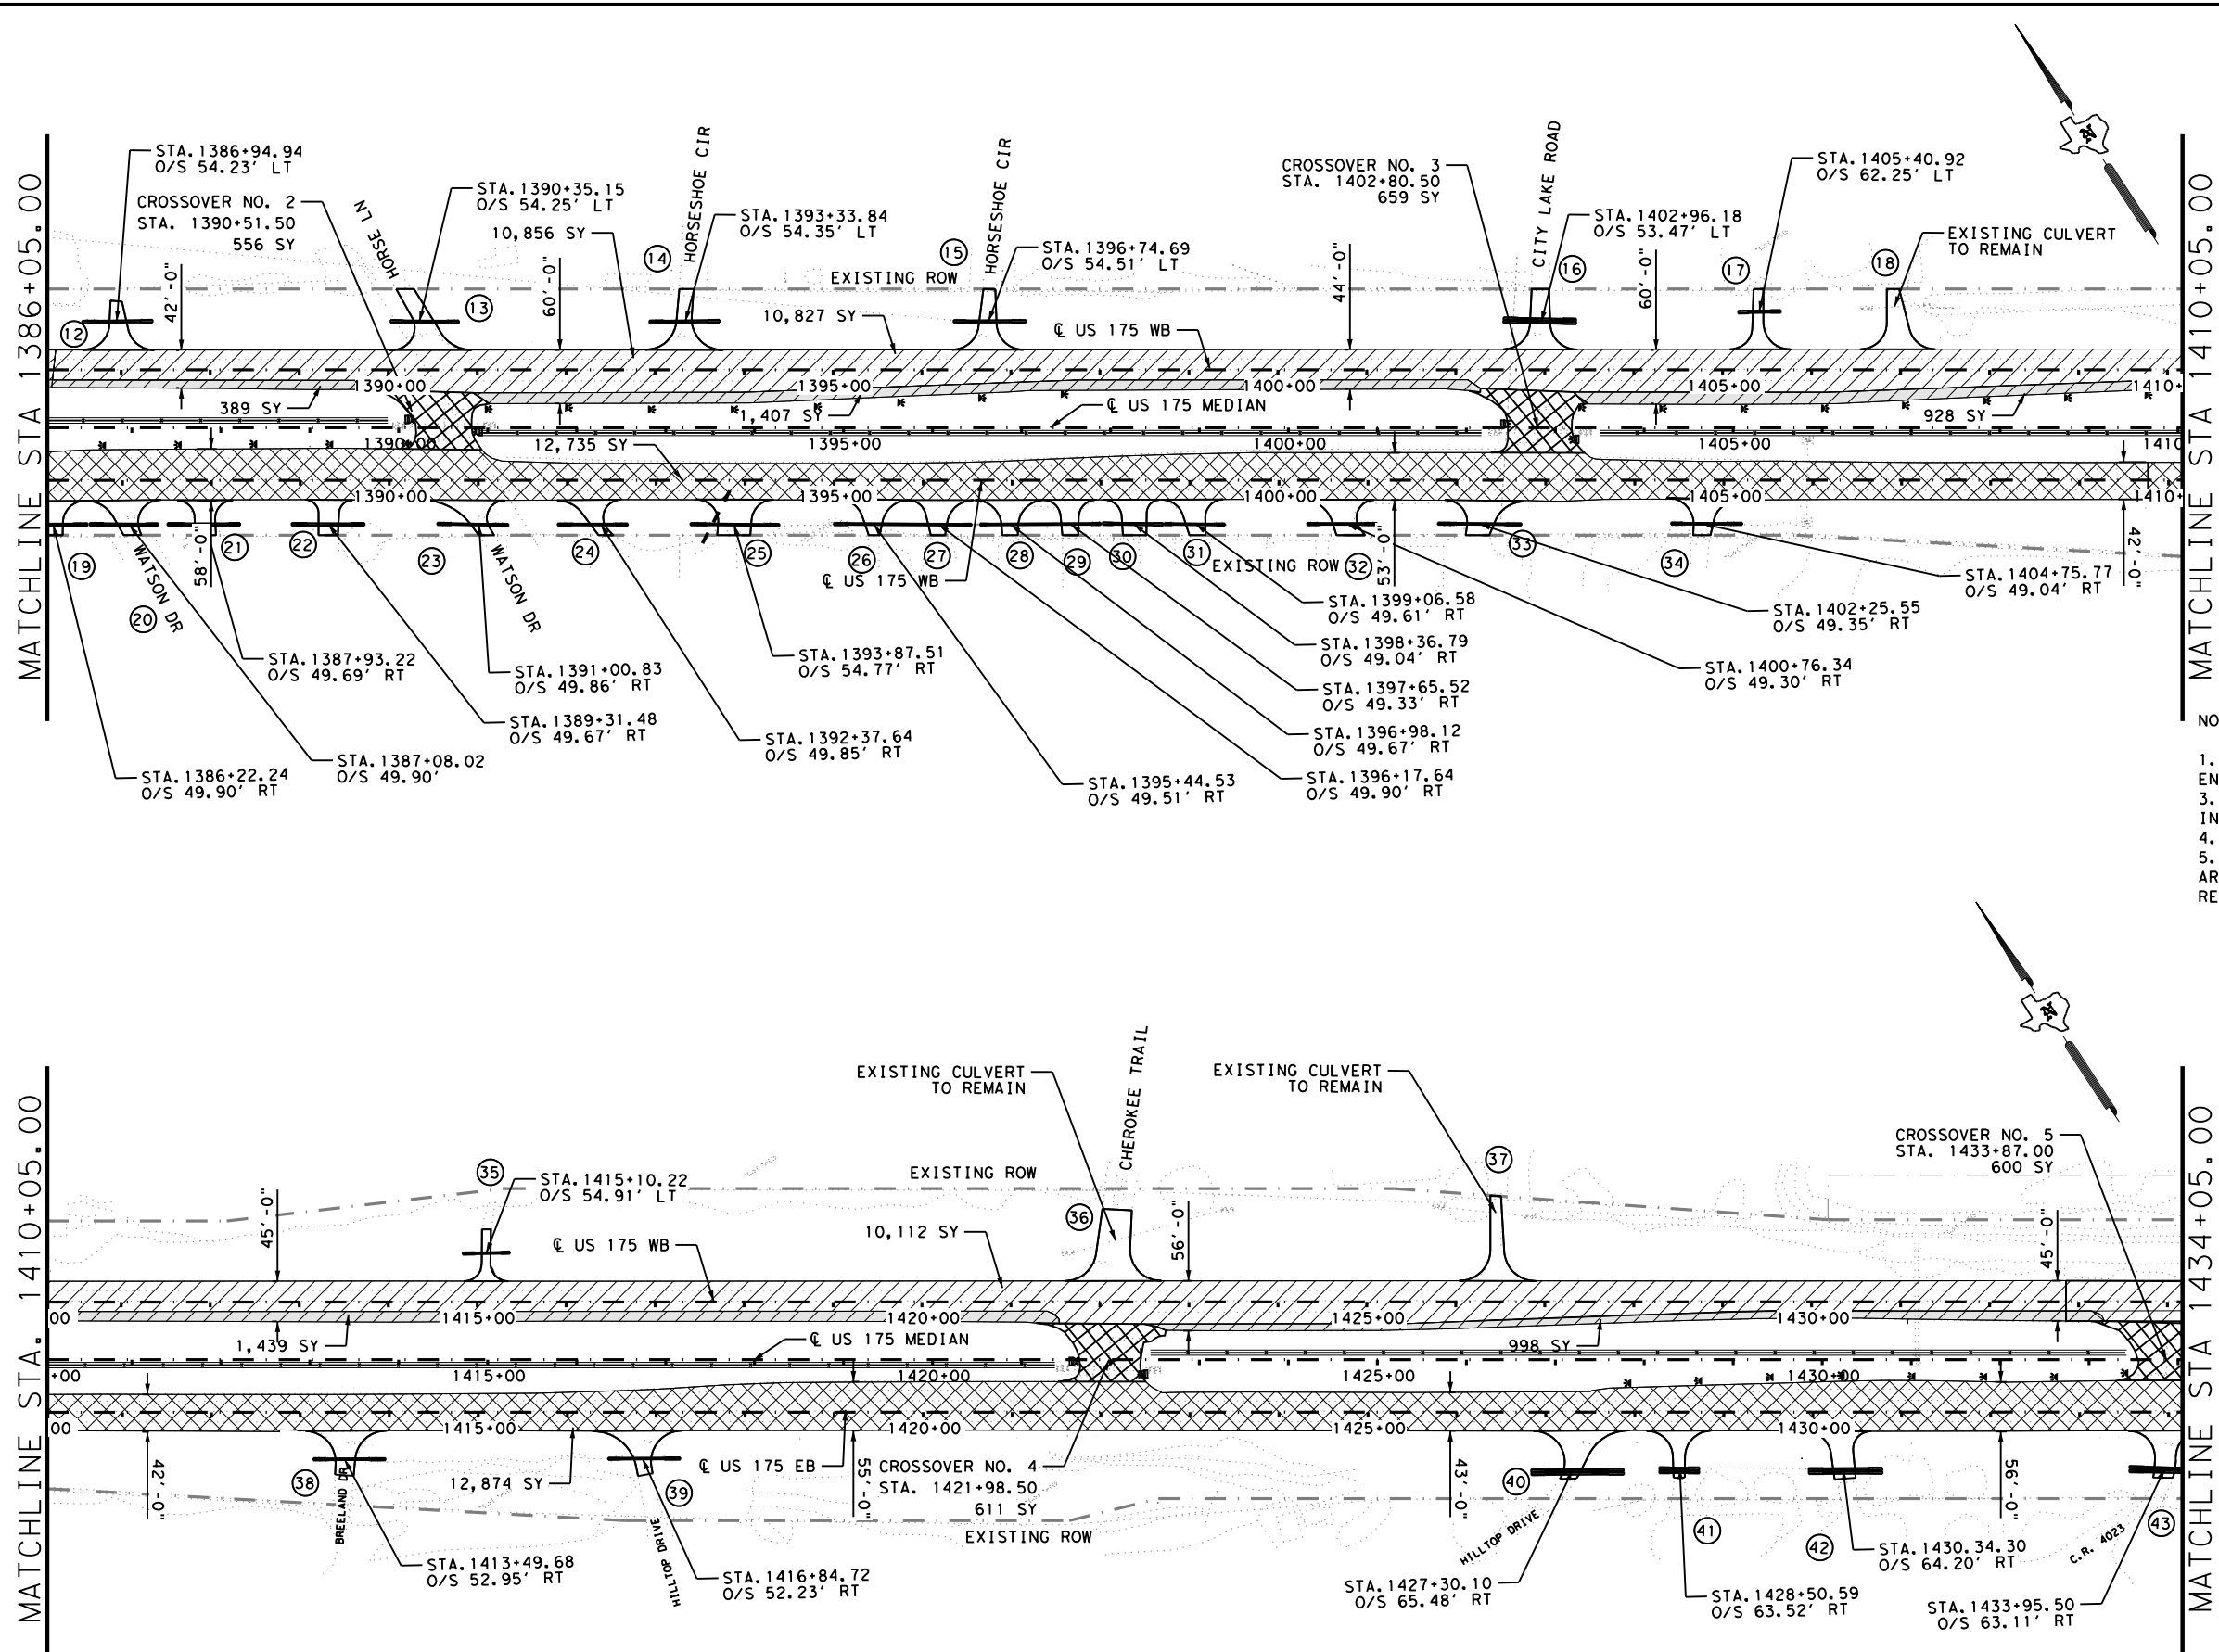 MATCHLINE STA 1386+05.00
STA.1386+94.94
O/S 54.23' LT
CROSSOVER NO. 2
STA. 1390+51.50
556 SY
HORSE LN
STA.1390+35.15
O/S 54.25' LT
10,856 SY
HORSESHOE CIR
STA.1393+33.84
O/S 54.35' LT
HORSESHOE CIR
STA.1396+74.69
O/S 54.51' LT
EXISTING ROW
10,827 SY
℄ US 175 WB
CROSSOVER NO. 3
STA. 1402+80.50
659 SY
CITY LAKE ROAD
STA.1402+96.18
O/S 53.47' LT
STA.1405+40.92
O/S 62.25' LT
EXISTING CULVERT
TO REMAIN
12
13
14
15
16
17
18
42'-0"
60'-0"
44'-0"
60'-0"
1390+00
1395+00
1400+00
1405+00
1410+
389 SY
1,407 SY
℄ US 175 MEDIAN
928 SY
1390+00
12,735 SY
1395+00
1400+00
1405+00
1410
1390+00
1395+00
1400+00
1405+00
1410+
19
20
21
22
23
24
25
26
27
28
29
30
31
32
33
34
WATSON DR
58'-0"
WATSON DR
℄ US 175 WB
EXISTING ROW
53'-0"
42'-0"
STA.1386+22.24
O/S 49.90' RT
STA.1387+08.02
O/S 49.90'
STA.1387+93.22
O/S 49.69' RT
STA.1389+31.48
O/S 49.67' RT
STA.1391+00.83
O/S 49.86' RT
STA.1392+37.64
O/S 49.85' RT
STA.1393+87.51
O/S 54.77' RT
STA.1395+44.53
O/S 49.51' RT
STA.1396+17.64
O/S 49.90' RT
STA.1396+98.12
O/S 49.67' RT
STA.1397+65.52
O/S 49.33' RT
STA.1398+36.79
O/S 49.04' RT
STA.1399+06.58
O/S 49.61' RT
STA.1400+76.34
O/S 49.30' RT
STA.1402+25.55
O/S 49.35' RT
STA.1404+75.77
O/S 49.04' RT
MATCHLINE STA 1410+05.00
NO
1.
EN
3.
IN
4.
5.
AR
RE
MATCHLINE STA. 1410+05.00
EXISTING CULVERT
TO REMAIN
CHEROKEE TRAIL
EXISTING CULVERT
TO REMAIN
CROSSOVER NO. 5
STA. 1433+87.00
600 SY
35
STA.1415+10.22
O/S 54.91' LT
EXISTING ROW
36
37
45'-0"
℄ US 175 WB
10,112 SY
56'-0"
45'-0"
00
1415+00
1420+00
1425+00
1430+00
1,439 SY
℄ US 175 MEDIAN
998 SY
+00
1415+00
1420+00
1425+00
1430+00
00
1415+00
1420+00
1425+00
1430+00
42'-0"
38
BREELAND DR
12,874 SY
39
HILLTOP DRIVE
℄ US 175 EB
55'-0"
CROSSOVER NO. 4
STA. 1421+98.50
611 SY
EXISTING ROW
43'-0"
40
HILLTOP DRIVE
41
42
56'-0"
C.R. 4023
43
STA.1413+49.68
O/S 52.95' RT
STA.1416+84.72
O/S 52.23' RT
STA.1427+30.10
O/S 65.48' RT
STA.1428+50.59
O/S 63.52' RT
STA.1430.34.30
O/S 64.20' RT
STA.1433+95.50
O/S 63.11' RT
MATCHLINE STA 1434+05.00